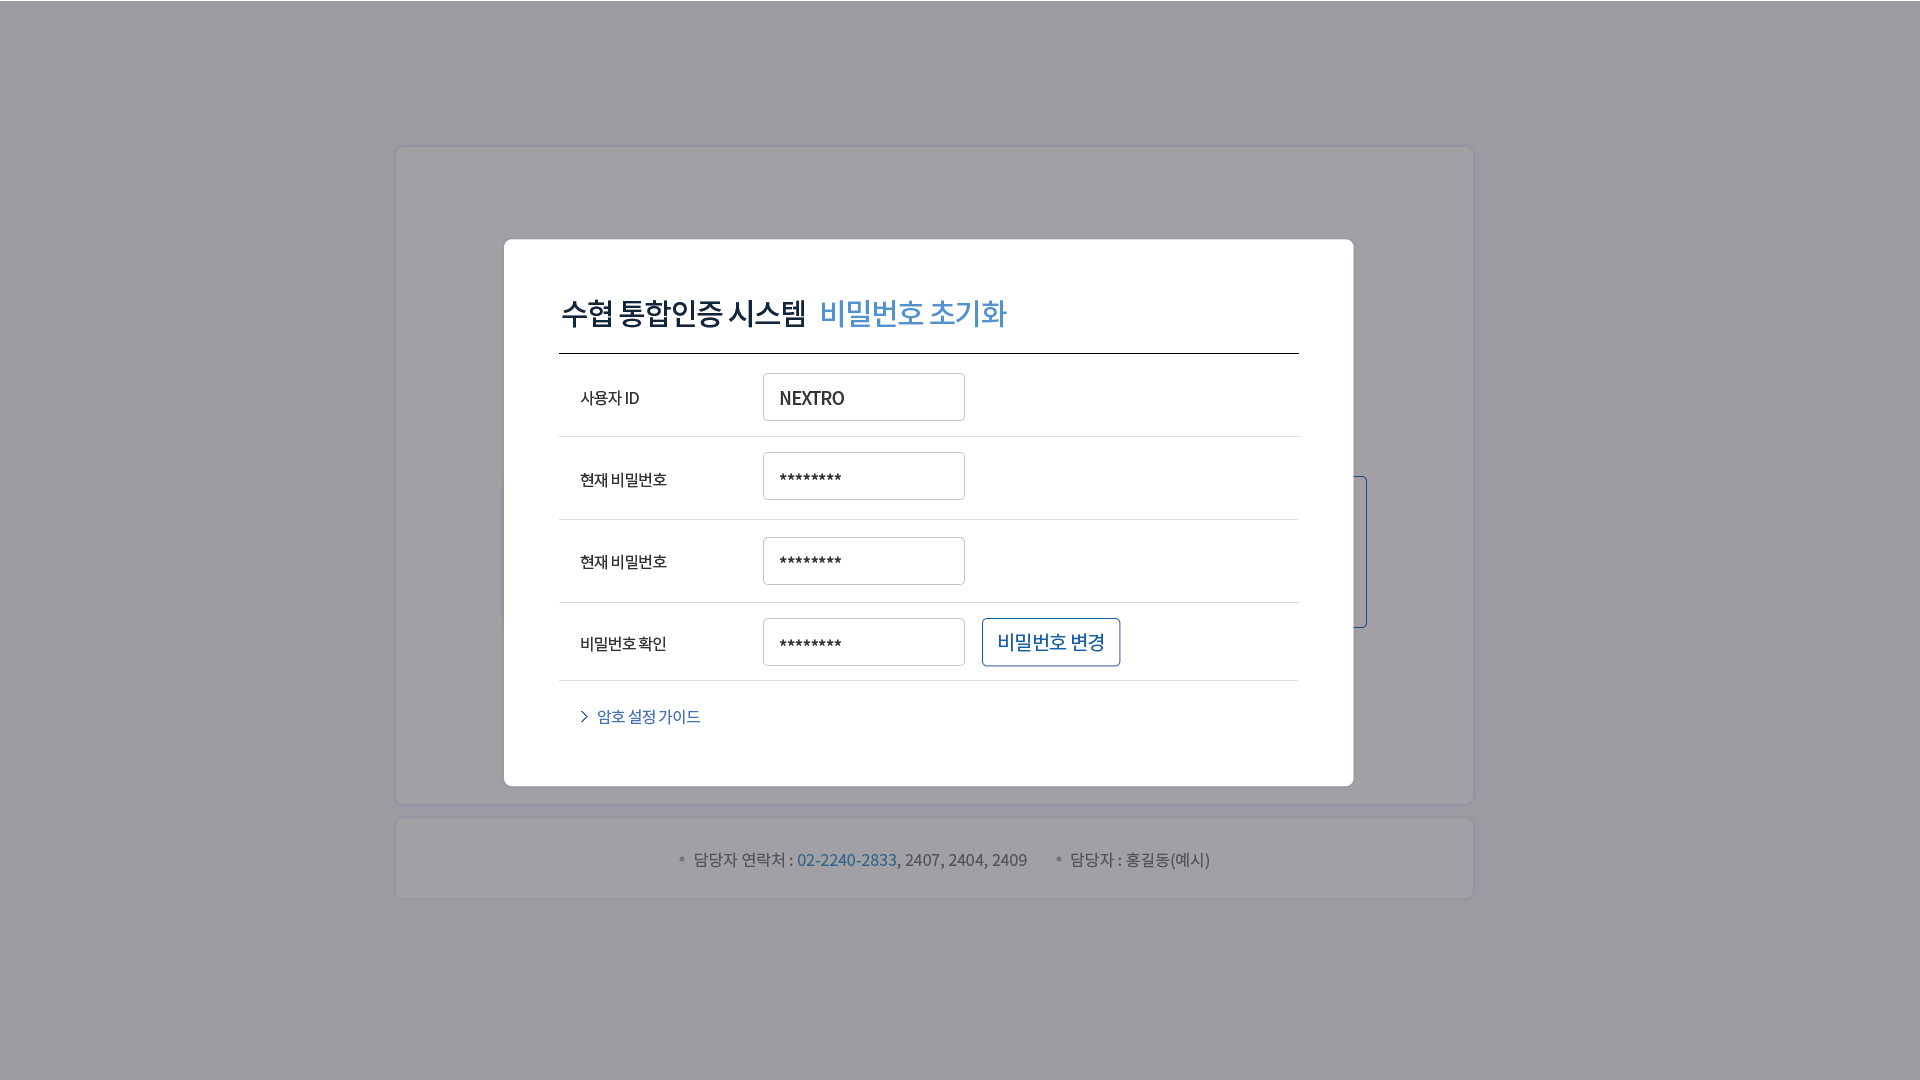 수협 통합인증 시스템 비밀번호 초기화
사용자 ID
NEXTRO
현재 비밀번호
********
현재 비밀번호
********
비밀번호 확인
********
비밀번호 변경
> 암호 설정 가이드
• 담당자 연락처 : 02-2240-2833, 2407, 2404, 2409 • 담당자 : 홍길동(예시)